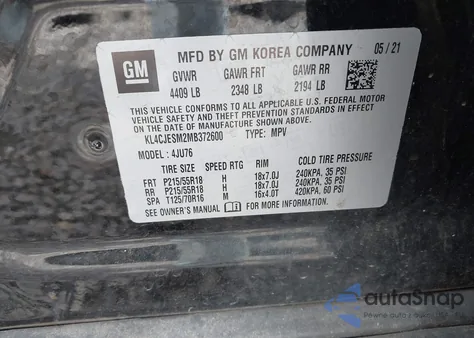 GM
MFD BY GM KOREA COMPANY 05/21
GVWR GAWR FRT GAWR RR
4409 LB 2348 LB 2194 LB
THIS VEHICLE CONFORMS TO ALL APPLICABLE U.S. FEDERAL MOTOR
VEHICLE SAFETY, BUMPER, AND THEFT PREVENTION STANDARDS IN
EFFECT ON THE DATE OF MANUFACTURE SHOWN ABOVE.
KL4CJESM2MB372600 TYPE: MPV
MODEL: 4JU76
TIRE SIZE SPEED RTG RIM COLD TIRE PRESSURE
FRT P215/55R18 H 18x7.0J 240KPA, 35 PSI
RR P215/55R18 H 18x7.0J 240KPA, 35 PSI
SPA T125/70R16 M 16x4.0T 420KPA, 60 PSI
SEE OWNER'S MANUAL FOR MORE INFORMATION.
autaSnap